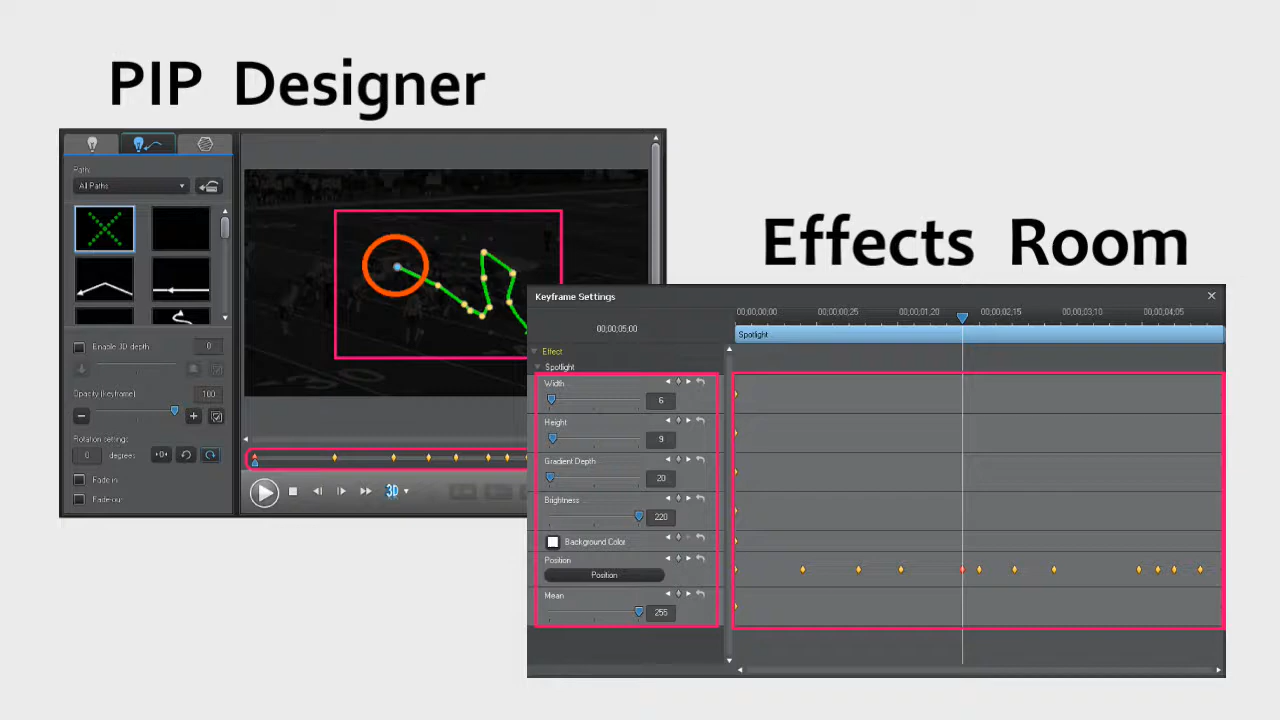 PIP Designer
Path:
All Paths
Enable 3D depth
0
Opacity (keyframe)
100
Rotation setting:
0 degrees
Fade in
Fade out
3D
Effects Room
Keyframe Settings
00;00;05;00
00;00;00;00 00;00;00;25 00;00;01;20 00;00;02;15 00;00;03;10 00;00;04;05
Spotlight
Effect
Spotlight
Width
6
Height
9
Gradient Depth
20
Brightness
220
Background Color
Position
Position
Mean
255